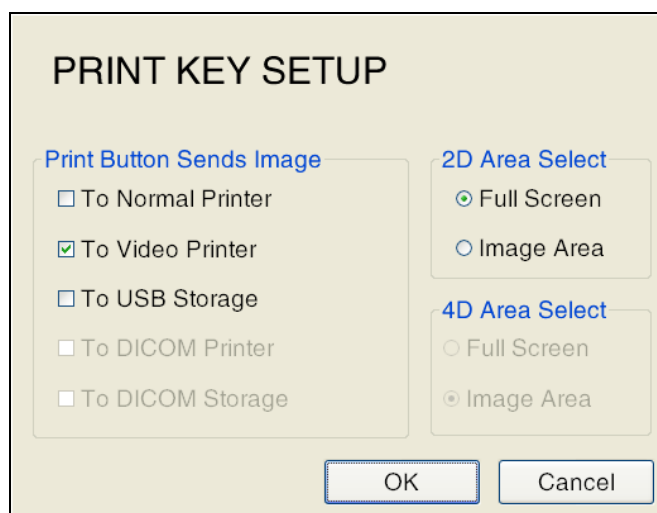 PRINT KEY SETUP
Print Button Sends Image
To Normal Printer
To Video Printer
To USB Storage
To DICOM Printer
To DICOM Storage
2D Area Select
Full Screen
Image Area
4D Area Select
Full Screen
Image Area
OK
Cancel